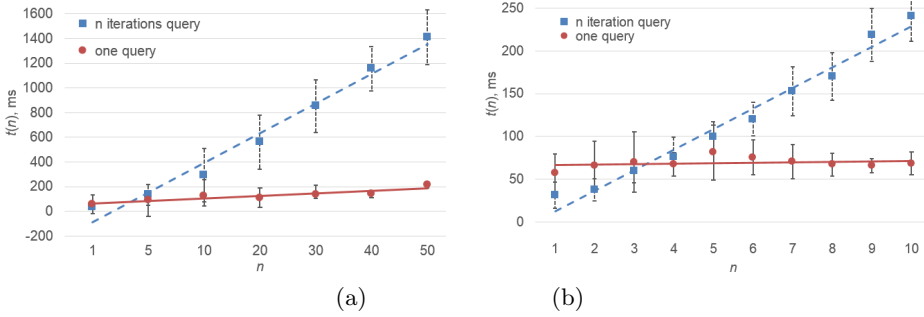 1600
1400
1200
1000
800
600
400
200
0
-200
t(n), ms
n iterations query
one query
1 5 10 20 30 40 50
n
(a)
250
200
150
100
50
0
t(n), ms
n iteration query
one query
1 2 3 4 5 6 7 8 9 10
n
(b)